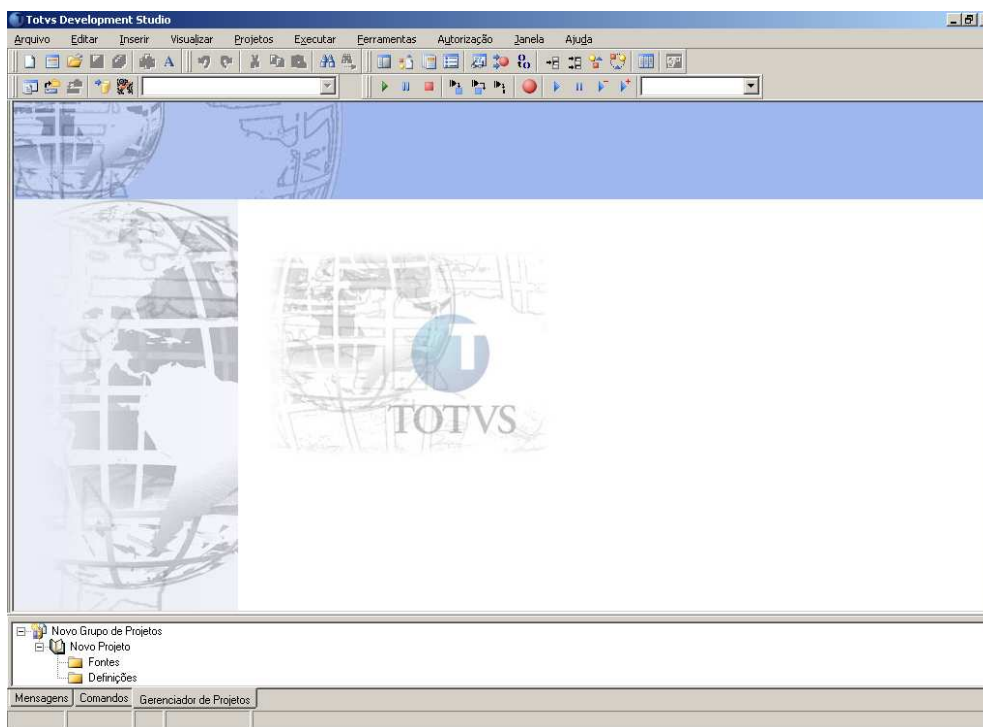 Totvs Development Studio
Arquivo Editar Inserir Visualizar Projetos Executar Ferramentas Autorização Janela Ajuda
TOTVS
Novo Grupo de Projetos
Novo Projeto
Fontes
Definições
Mensagens Comandos Gerenciador de Projetos